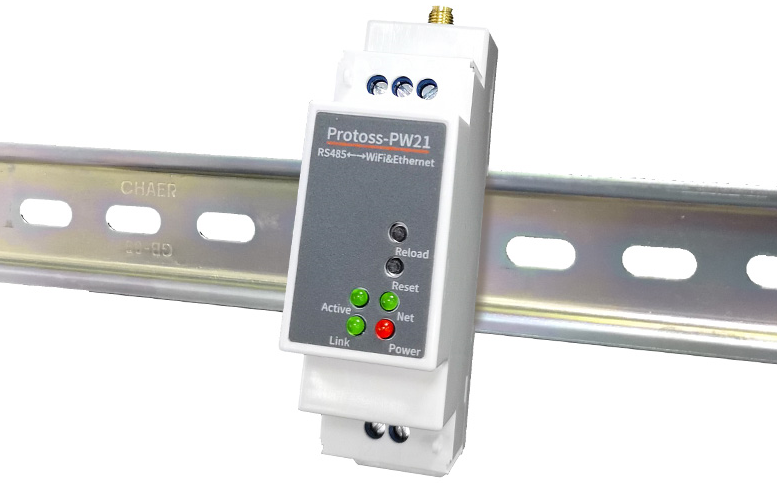 Protoss-PW21
RS485←→WiFi&Ethernet
CHAER
Reload
Reset
Active
Net
Link
Power